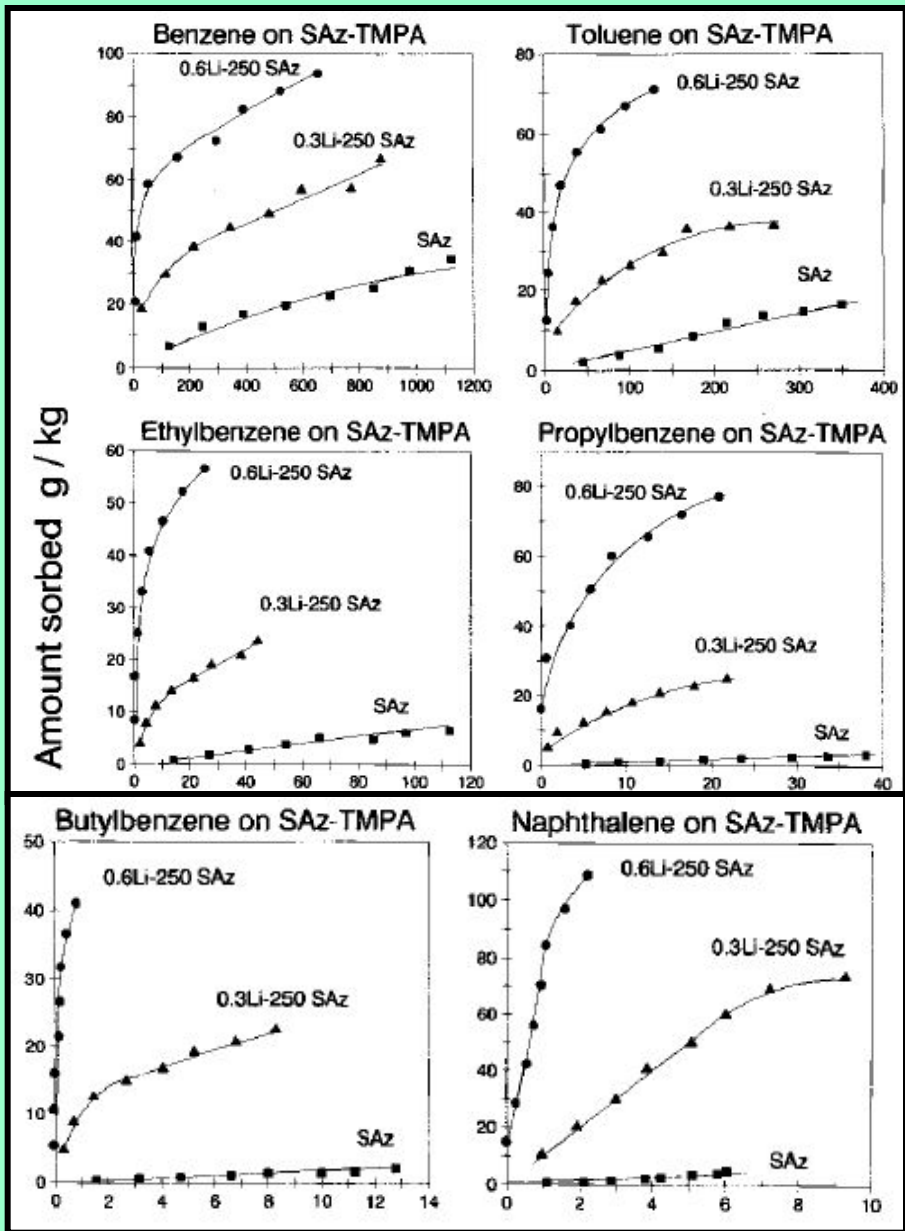 Benzene on SAz-TMPA
100
80
60
40
20
0
0.6Li-250 SAz
0.3Li-250 SAz
SAz
0 200 400 600 800 1000 1200
Toluene on SAz-TMPA
80
60
40
20
0
0.6Li-250 SAz
0.3Li-250 SAz
SAz
0 100 200 300 400
Amount sorbed g / kg
Ethylbenzene on SAz-TMPA
60
50
40
30
20
10
0
0.6Li-250 SAz
0.3Li-250 SAz
SAz
0 20 40 60 80 100 120
Propylbenzene on SAz-TMPA
80
60
40
20
0
0.6Li-250 SAz
0.3Li-250 SAz
SAz
0 10 20 30 40
Butylbenzene on SAz-TMPA
50
40
30
20
10
0
0.6Li-250 SAz
0.3Li-250 SAz
SAz
0 2 4 6 8 10 12 14
Naphthalene on SAz-TMPA
120
100
80
60
40
20
0
0.6Li-250 SAz
0.3Li-250 SAz
SAz
0 2 4 6 8 10